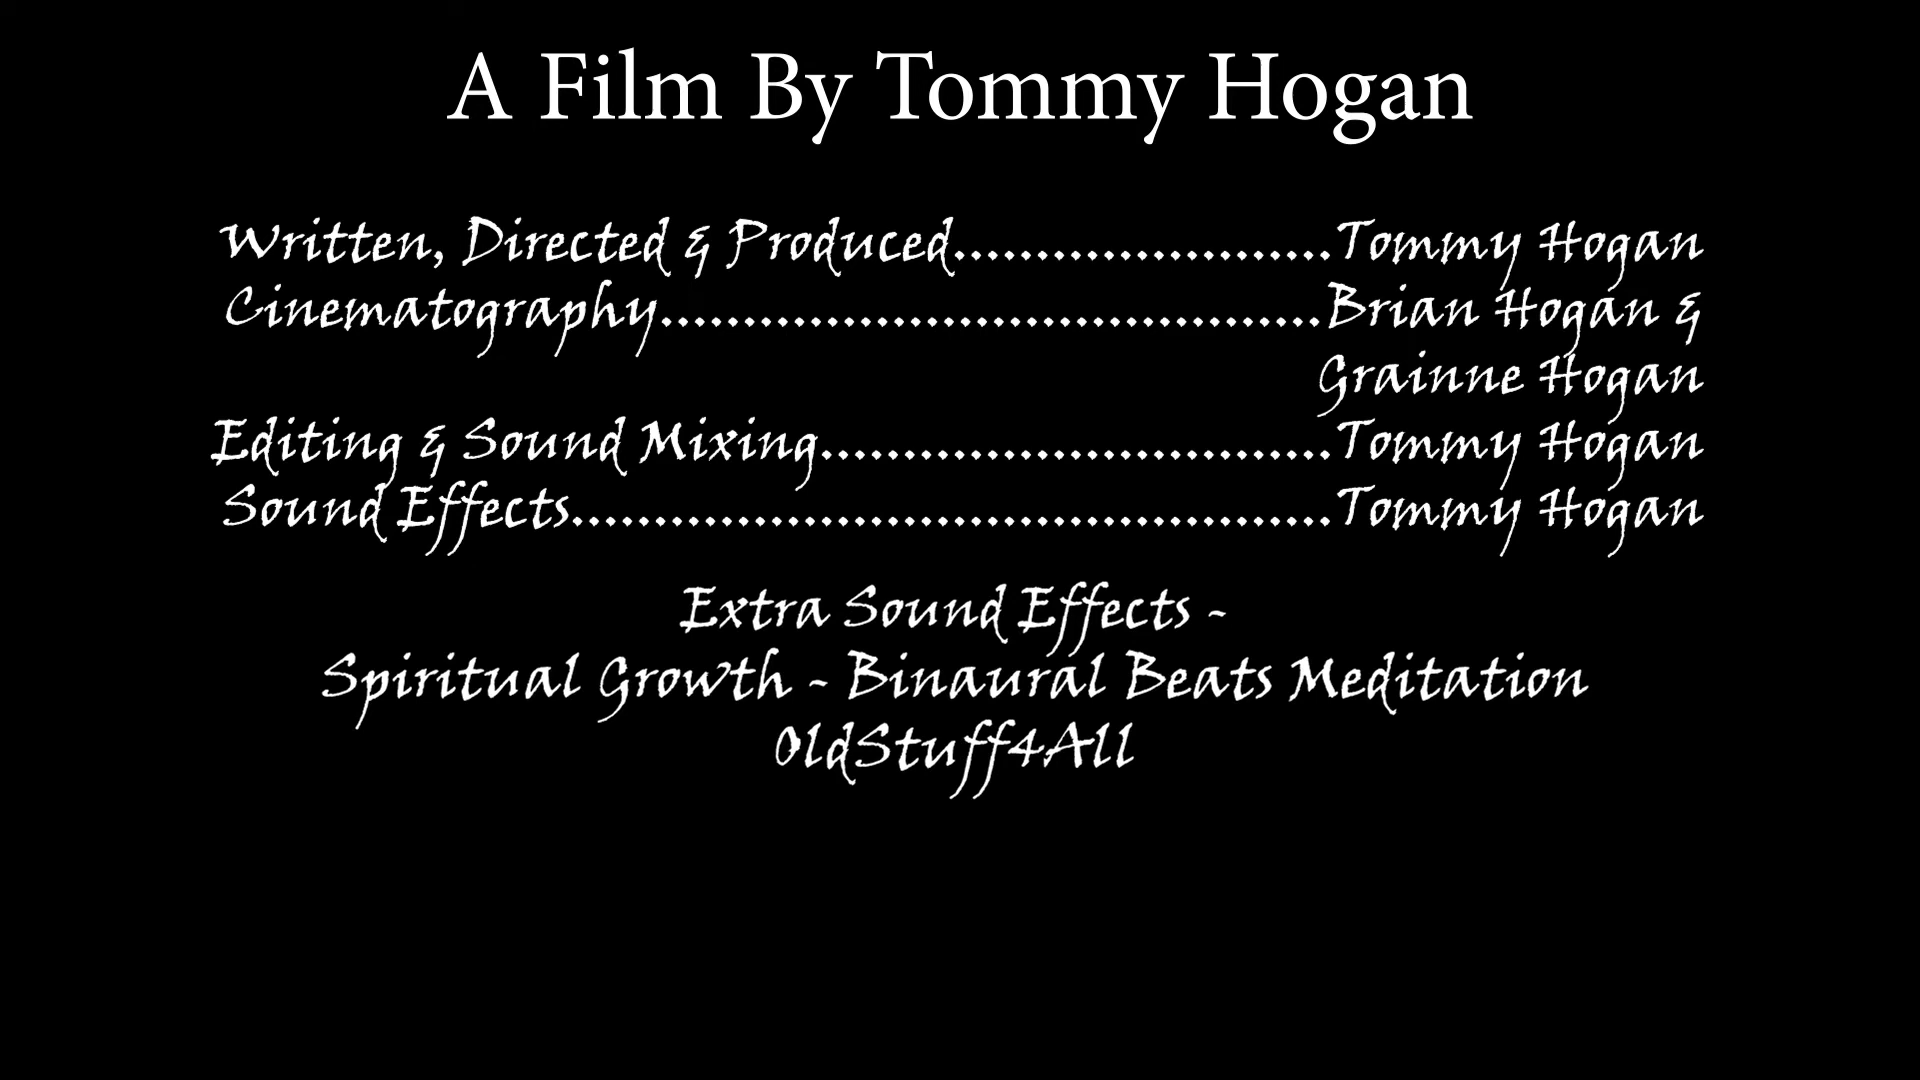 A Film By Tommy Hogan
Written, Directed & Produced.......................Tommy Hogan
Cinematography........................................Brian Hogan &
Grainne Hogan
Editing & Sound Mixing...............................Tommy Hogan
Sound Effects..............................................Tommy Hogan
Extra Sound Effects -
Spiritual Growth - Binaural Beats Meditation
OldStuff4All